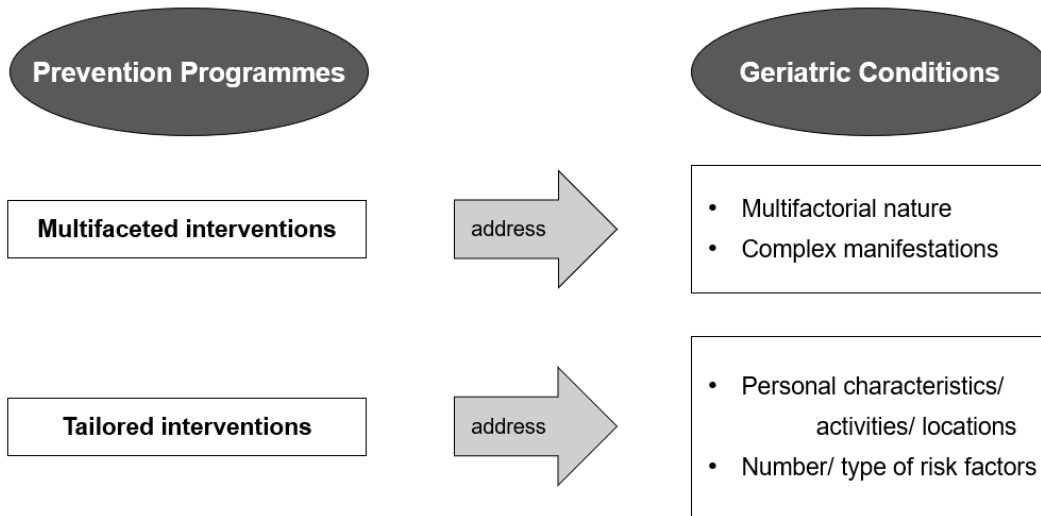 Prevention Programmes
Geriatric Conditions
Multifaceted interventions
address
• Multifactorial nature
• Complex manifestations
Tailored interventions
address
• Personal characteristics/
activities/ locations
• Number/ type of risk factors